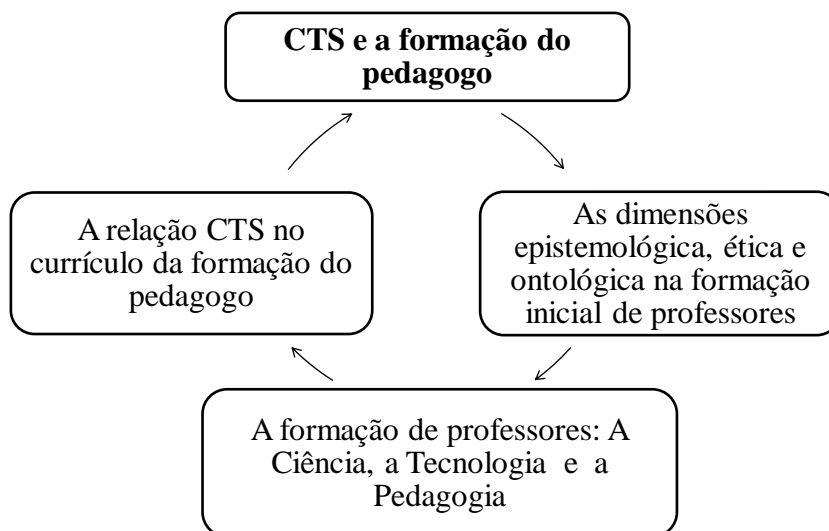 CTS e a formação do
pedagogo
As dimensões
epistemológica, ética e
ontológica na formação
inicial de professores
A formação de professores: A
Ciência, a Tecnologia e a
Pedagogia
A relação CTS no
currículo da formação do
pedagogo